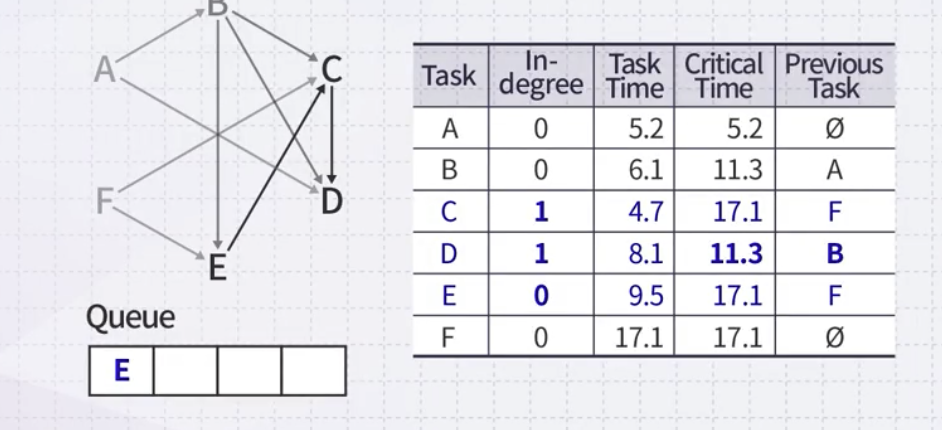 B
A
C
F
D
E
Queue
E
Task In-degree Task Time Critical Time Previous Task
A 0 5.2 5.2 Ø
B 0 6.1 11.3 A
C 1 4.7 17.1 F
D 1 8.1 11.3 B
E 0 9.5 17.1 F
F 0 17.1 17.1 Ø